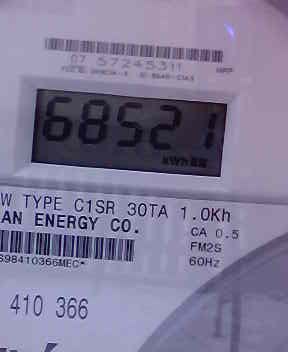 07 57245311
68521
kWh
W TYPE C1SR 30TA 1.0Kh
AN ENERGY CO.
CA 0.5
FM2S
S98410366MEC*
60Hz
410 366